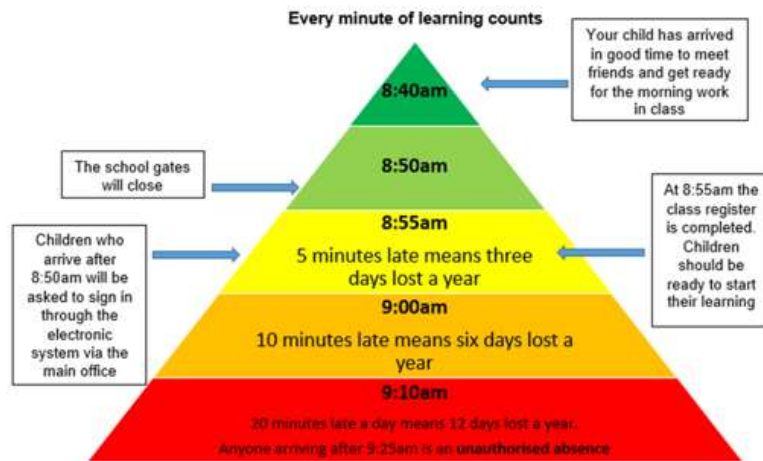 Every minute of learning counts
8:40am
Your child has arrived
in good time to meet
friends and get ready
for the morning work
in class
8:50am
The school gates
will close
8:55am
5 minutes late means three
days lost a year
At 8:55am the
class register
is completed.
Children
should be
ready to start
their learning
Children who
arrive after
8:50am will be
asked to sign in
through the
electronic
system via the
main office
9:00am
10 minutes late means six days lost a
year
9:10am
20 minutes late a day means 12 days lost a year.
Anyone arriving after 9:25am is an unauthorised absence